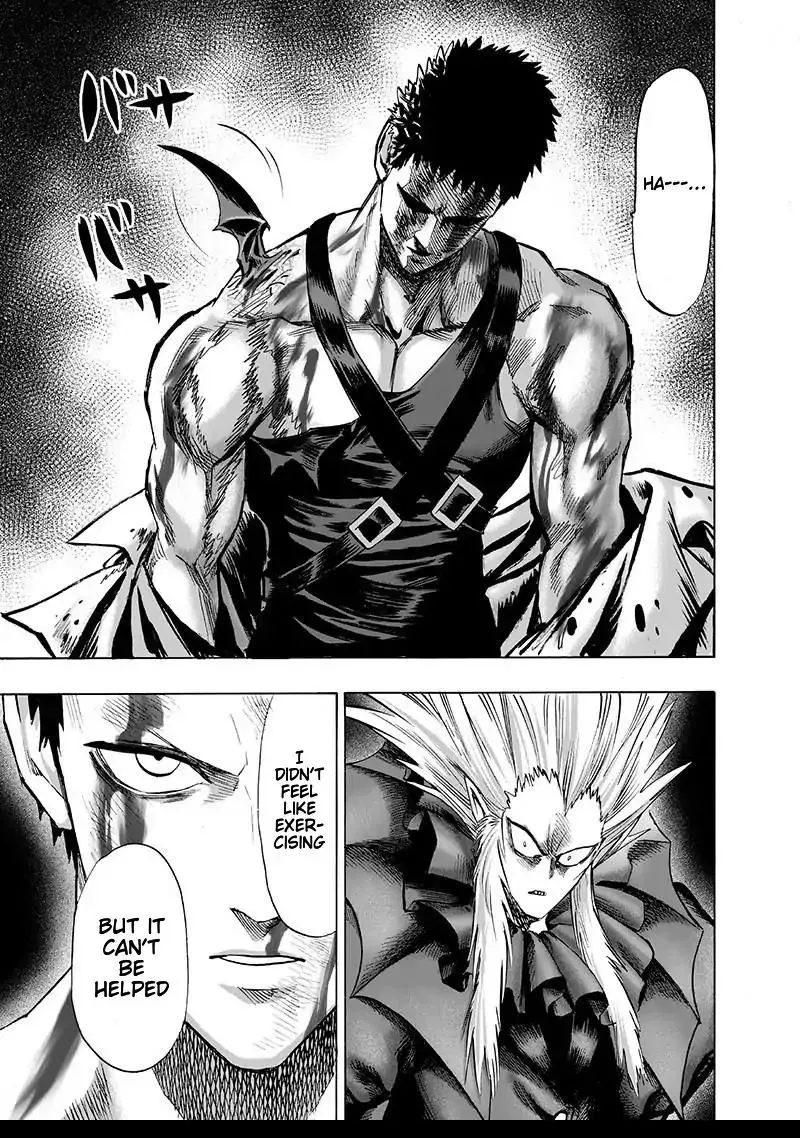 HA---...
バサ
バサ
I
DIDN'T
FEEL
LIKE
EXER-
CISING
BUT IT
CAN'T
BE
HELPED